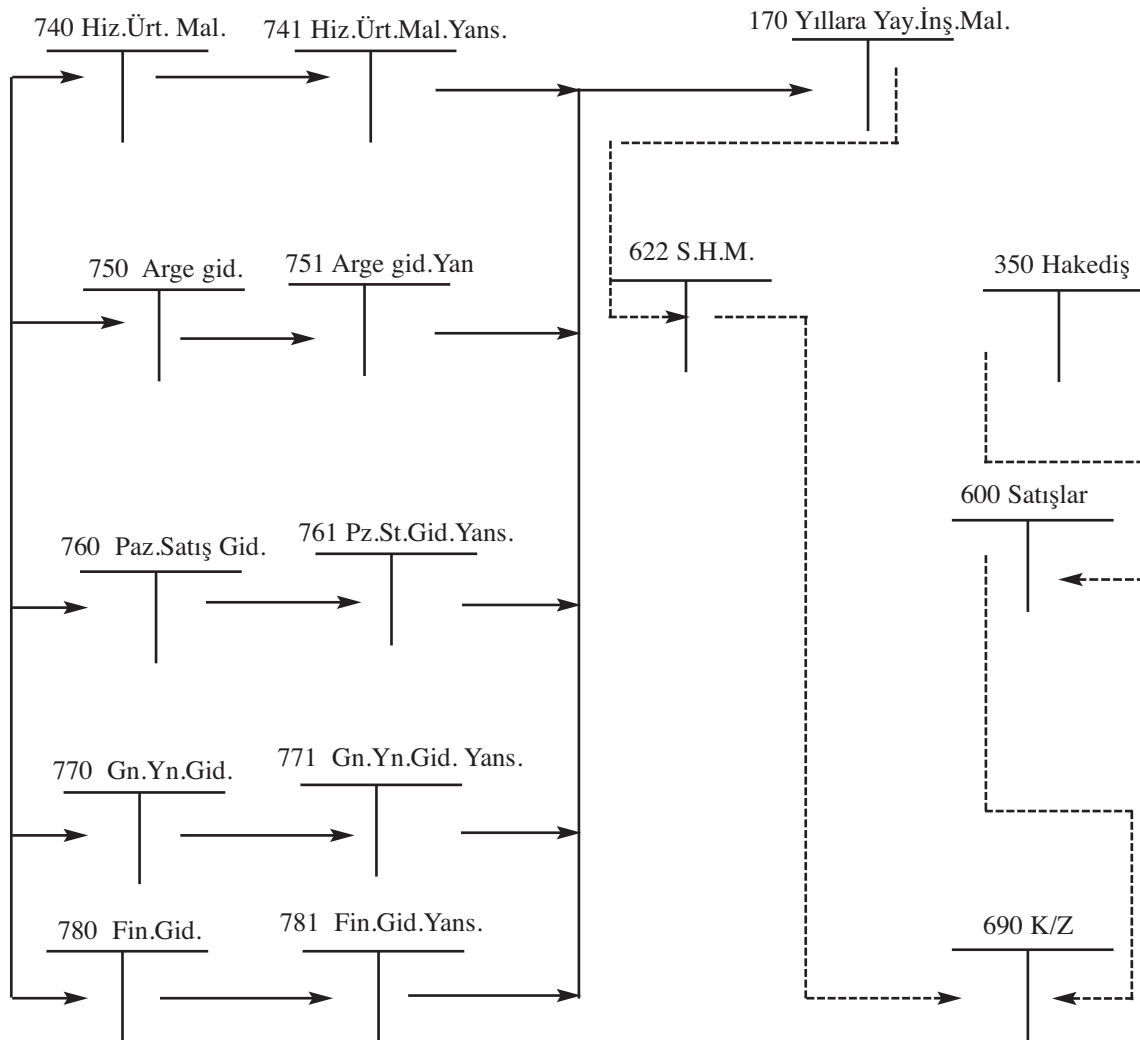 740 Hiz.Ürt. Mal.
741 Hiz.Ürt.Mal.Yans.
170 Yıllara Yay.İnş.Mal.
750 Arge gid.
751 Arge gid.Yan
622 S.H.M.
350 Hakediş
760 Paz.Satış Gid.
761 Pz.St.Gid.Yans.
600 Satışlar
770 Gn.Yn.Gid.
771 Gn.Yn.Gid. Yans.
780 Fin.Gid.
781 Fin.Gid.Yans.
690 K/Z